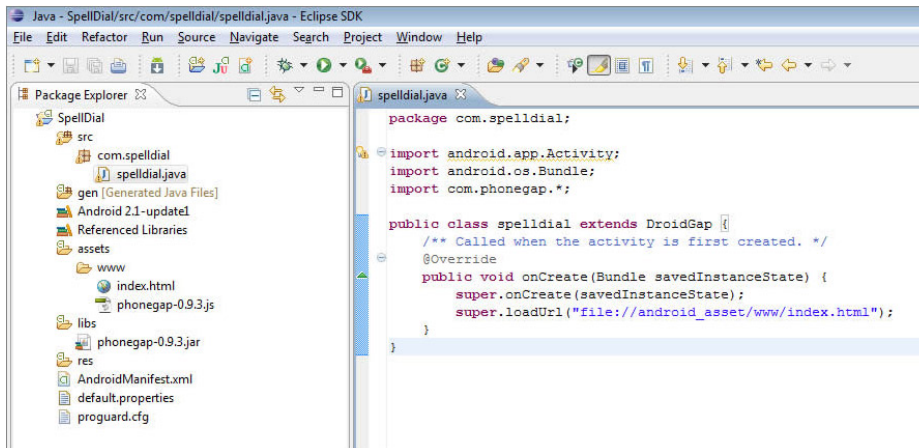 Java - SpellDial/src/com/spelldial/spelldial.java - Eclipse SDK
File Edit Refactor Run Source Navigate Search Project Window Help
Package Explorer
SpellDial
src
com.spelldial
spelldial.java
gen [Generated Java Files]
Android 2.1-update1
Referenced Libraries
assets
www
index.html
phonegap-0.9.3.js
libs
phonegap-0.9.3.jar
res
AndroidManifest.xml
default.properties
proguard.cfg
spelldial.java
package com.spelldial;
import android.app.Activity;
import android.os.Bundle;
import com.phonegap.*;
public class spelldial extends DroidGap {
/** Called when the activity is first created. */
@Override
public void onCreate(Bundle savedInstanceState) {
super.onCreate(savedInstanceState);
super.loadUrl("file://android_asset/www/index.html");
}
}